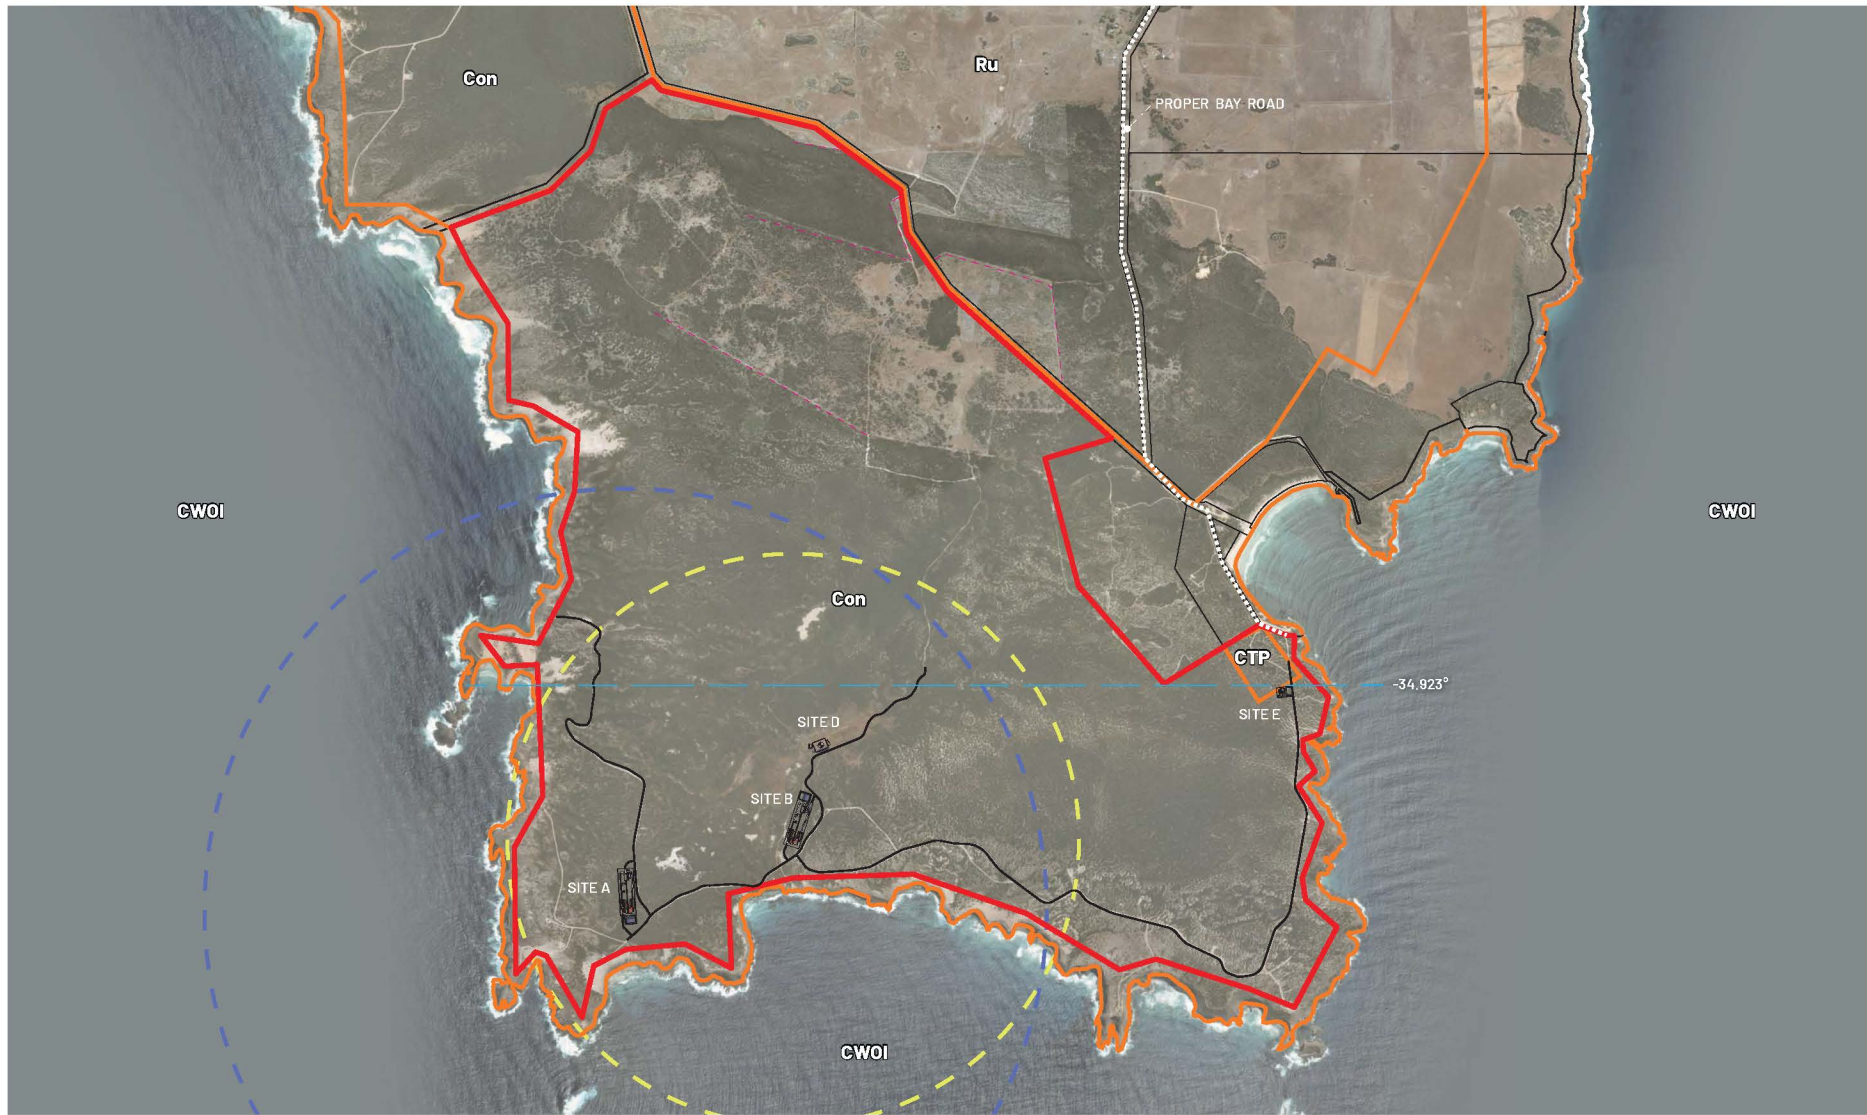 Con
Ru
PROPER BAY ROAD
CWOI
CWOI
Con
CTP
-34.923°
SITE E
SITE D
SITE B
SITE A
CWOI